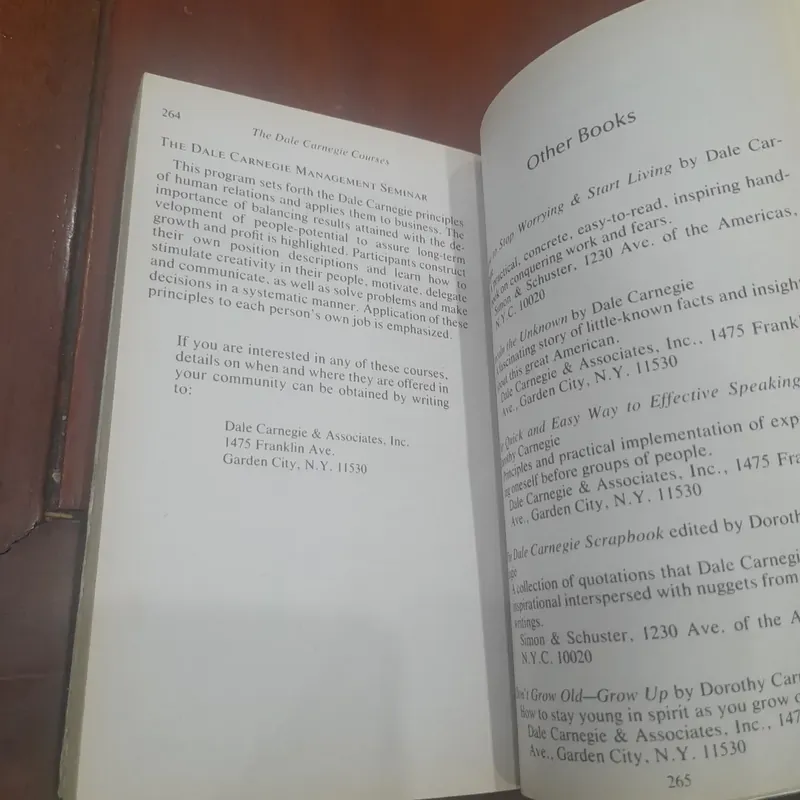 264
The Dale Carnegie Courses
THE DALE CARNEGIE MANAGEMENT SEMINAR
This program sets forth the Dale Carnegie principles
of human relations and applies them to business. The
importance of balancing results attained with the de-
velopment of people-potential to assure long-term
growth and profit is highlighted. Participants construct
their own position descriptions and learn how to
stimulate creativity in their people, motivate, delegate
and communicate, as well as solve problems and make
decisions in a systematic manner. Application of these
principles to each person's own job is emphasized.
If you are interested in any of these courses,
details on when and where they are offered in
your community can be obtained by writing
to:
Dale Carnegie & Associates, Inc.
1475 Franklin Ave.
Garden City, N.Y. 11530
Other Books
to Stop Worrying & Start Living by Dale Car-
practical, concrete, easy-to-read, inspiring hand-
on conquering work and fears.
Simon & Schuster, 1230 Ave. of the Americas,
N.Y.C. 10020
the Unknown by Dale Carnegie
fascinating story of little-known facts and insight
about this great American.
Dale Carnegie & Associates, Inc., 1475 Franklin
Ave., Garden City, N.Y. 11530
Quick and Easy Way to Effective Speaking
Carnegie
Principles and practical implementation of
oneself before groups of people.
Dale Carnegie & Associates, Inc., 1475
Ave., Garden City, N.Y. 11530
Dale Carnegie Scrapbook edited by
A collection of quotations that Dale
inspirational interspersed with nuggets from
writings.
Simon & Schuster, 1230 Ave. of the
N.Y.C. 10020
Grow Old—Grow Up by Dorothy
How to stay young in spirit as you grow
Dale Carnegie & Associates, Inc.,
Ave., Garden City, N.Y. 11530
265